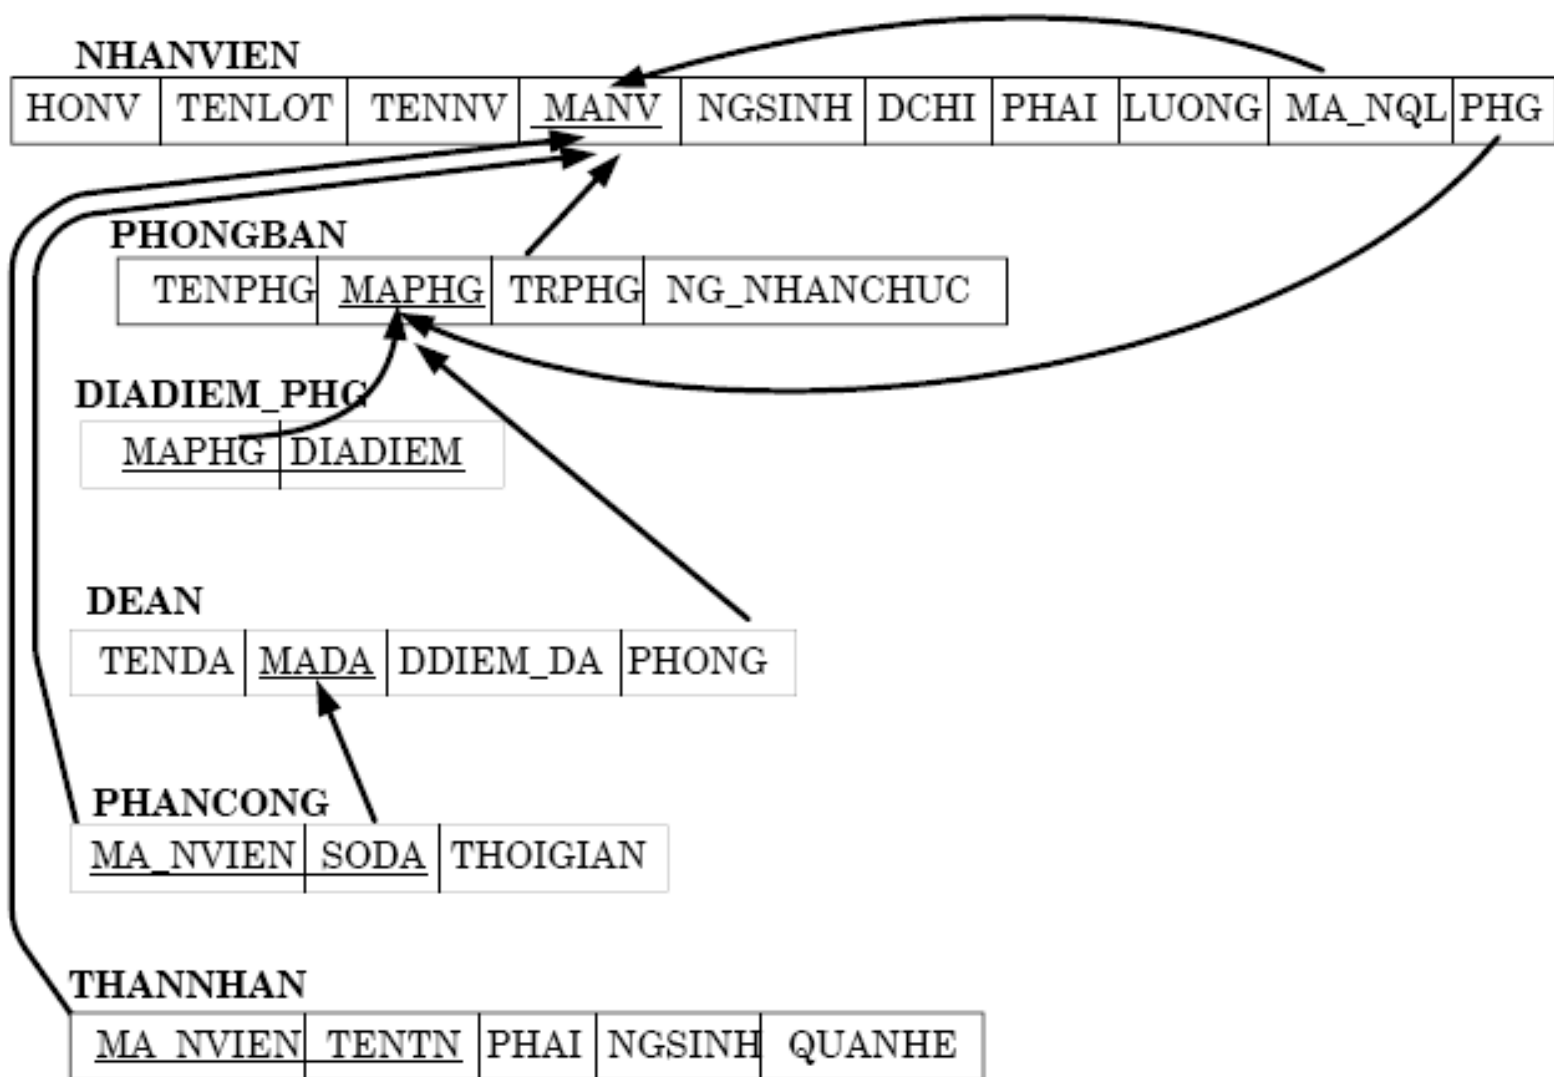 NHANVIEN
HONV TENLOT TENNV MANV NGSINH DCHI PHAI LUONG MA_NQL PHG
PHONGBAN
TENPHG MAPHG TRPHG NG_NHANCHUC
DIADIEM_PHG
MAPHG DIADIEM
DEAN
TENDA MADA DDIEM_DA PHONG
PHANCONG
MA_NVIEN SODA THOIGIAN
THANNHAN
MA_NVIEN TENTN PHAI NGSINH QUANHE